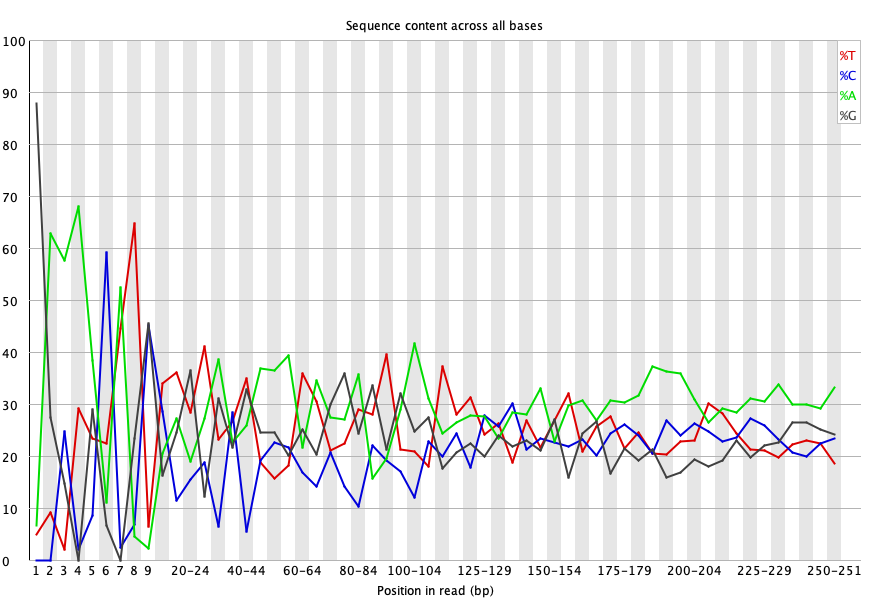 Sequence content across all bases
100
90
80
70
60
50
40
30
20
10
0
%T
%C
%A
%G
1 2 3 4 5 6 7 8 9 20-24 40-44 60-64 80-84 100-104 125-129 150-154 175-179 200-204 225-229 250-251
Position in read (bp)